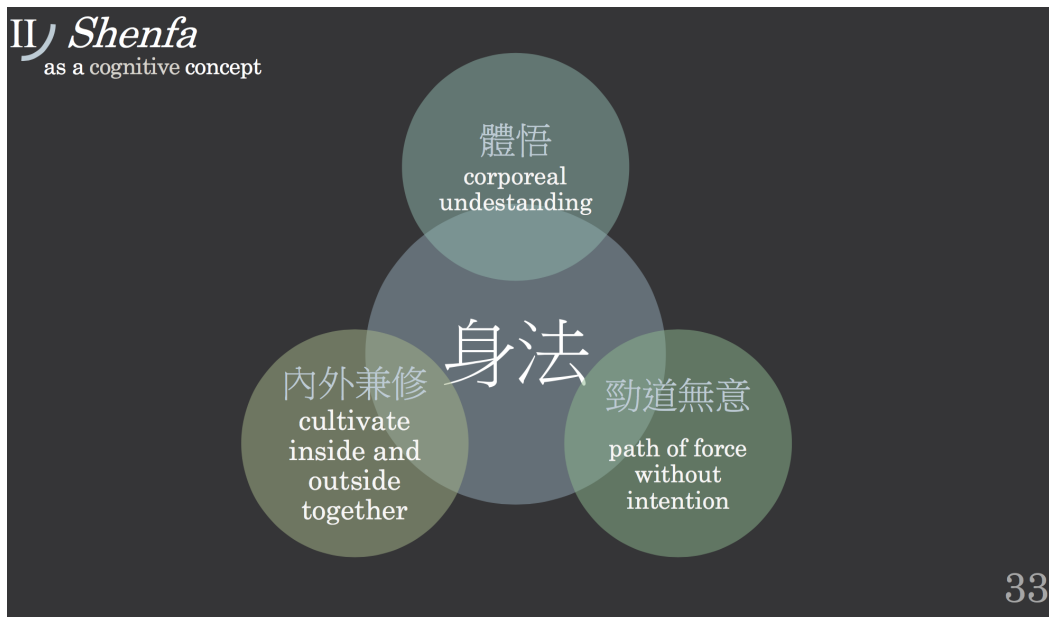 II Shenfa
as a cognitive concept
體悟
corporeal
undestanding
身法
內外兼修
cultivate
inside and
outside
together
勁道無意
path of force
without
intention
33